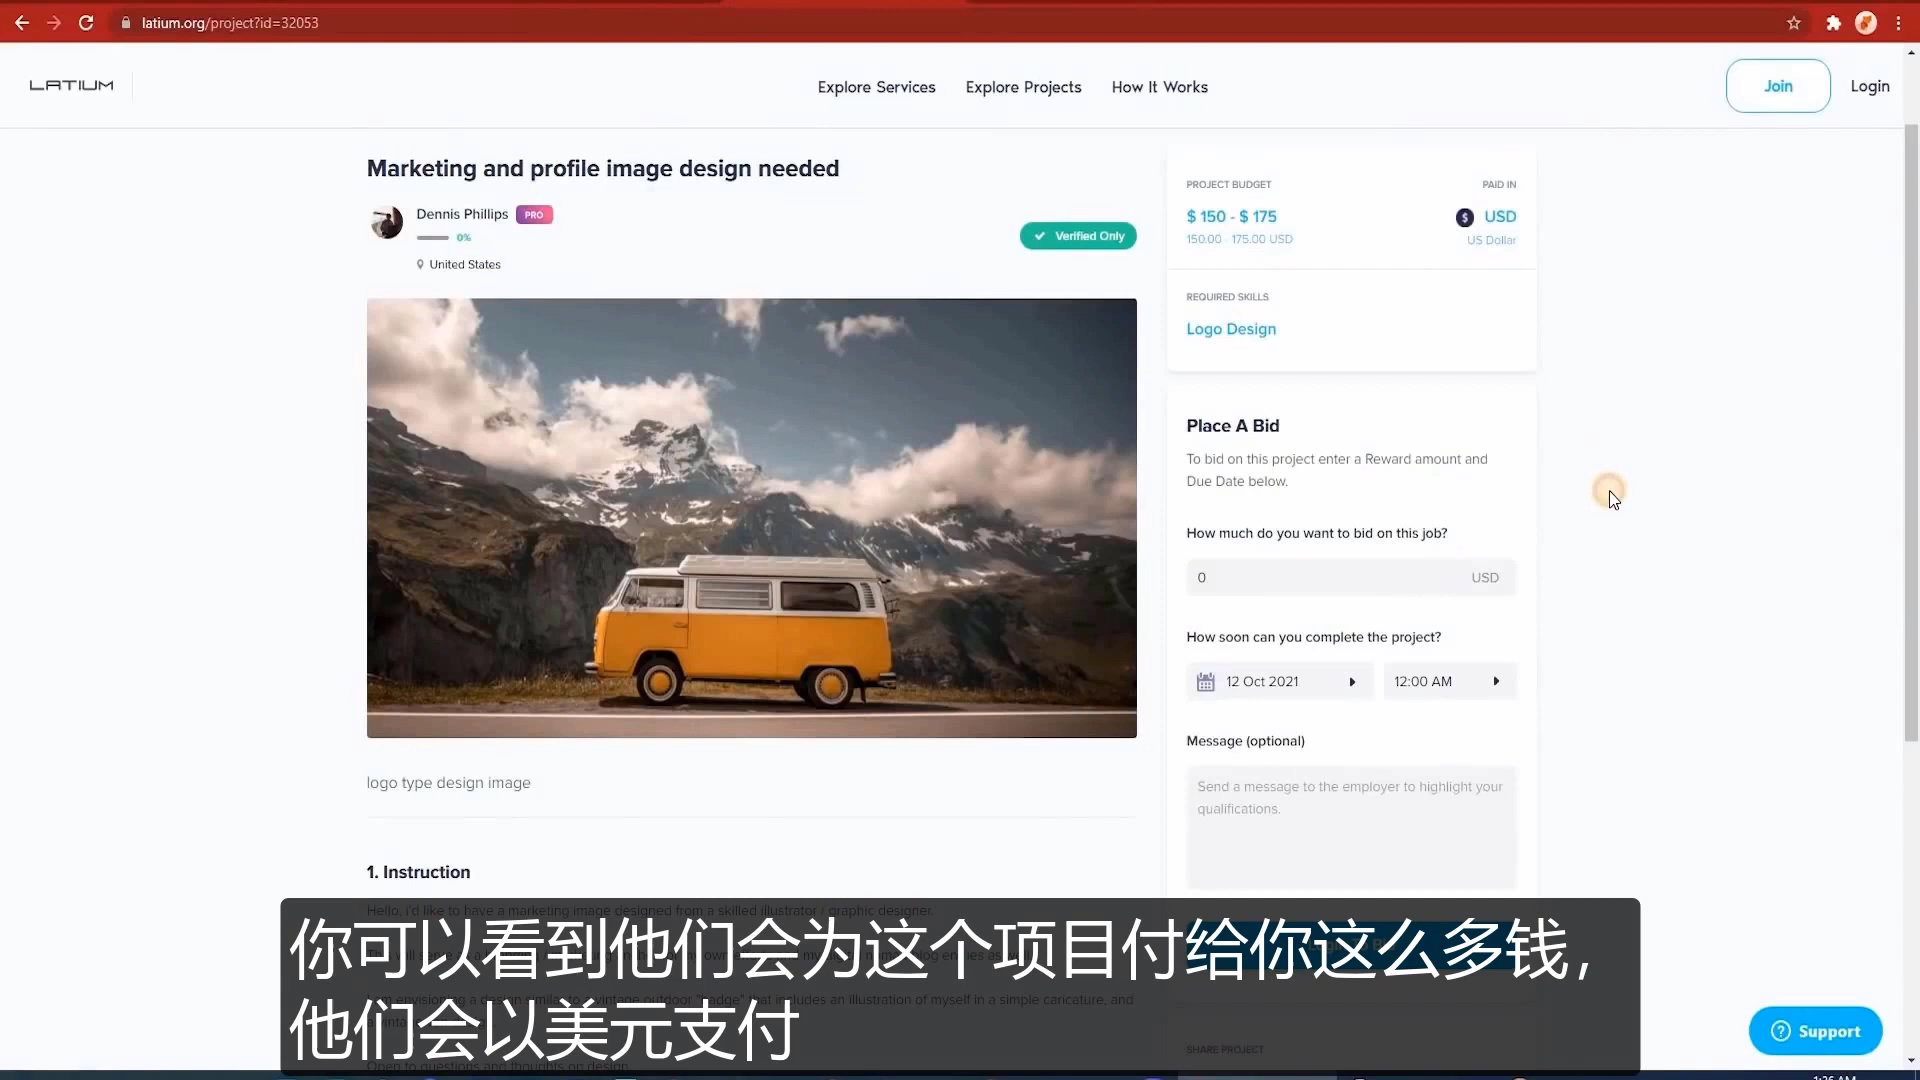 latium.org/project?id=32053
LATIUM
Explore Services
Explore Projects
How It Works
Join
Login
Marketing and profile image design needed
Dennis Phillips
PRO
0%
United States
Verified Only
logo type design image
1. Instruction
Hello, i'd like to have a marketing image designed from a skilled illustrator / graphic designer.
PROJECT BUDGET
PAID IN
$ 150 - $ 175
$ USD
150.00 - 175.00 USD
US Dollar
REQUIRED SKILLS
Logo Design
Place A Bid
To bid on this project enter a Reward amount and
Due Date below.
How much do you want to bid on this job?
0
USD
How soon can you complete the project?
12 Oct 2021
12:00 AM
Message (optional)
Send a message to the employer to highlight your
qualifications.
你可以看到他们会为这个项目付给你这么多钱，
他们会以美元支付
SHARE PROJECT
Open to questions and thoughts on design
Support